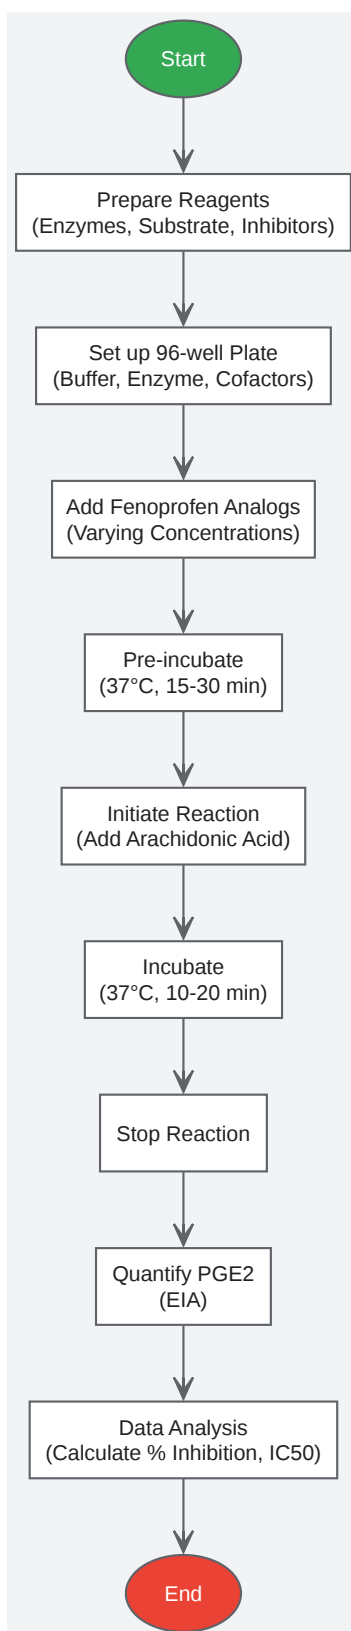 Start
Prepare Reagents
(Enzymes, Substrate, Inhibitors)
Set up 96-well Plate
(Buffer, Enzyme, Cofactors)
Add Fenoprofen Analogs
(Varying Concentrations)
Pre-incubate
(37°C, 15-30 min)
Initiate Reaction
(Add Arachidonic Acid)
Incubate
(37°C, 10-20 min)
Stop Reaction
Quantify PGE2
(EIA)
Data Analysis
(Calculate % Inhibition, IC50)
End